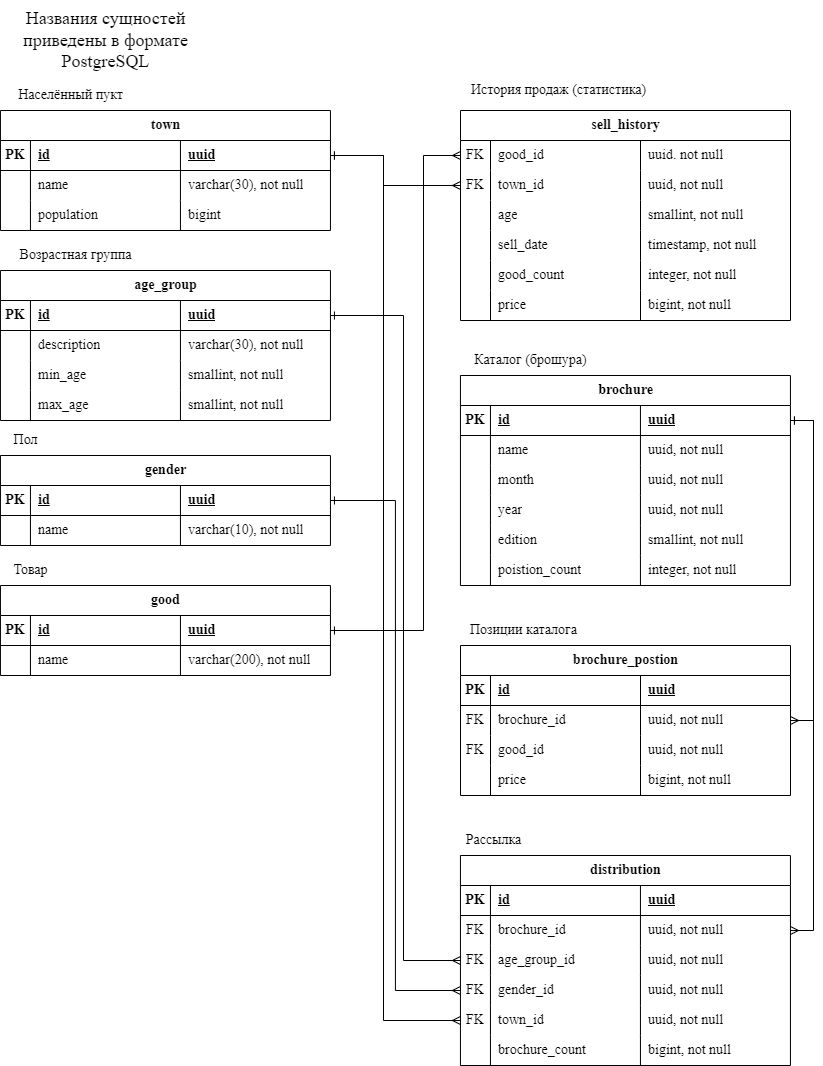 Названия сущностей
приведены в формате
PostgreSQL
Населённый пукт
town
PK id uuid
name varchar(30), not null
population bigint
Возрастная группа
age_group
PK id uuid
description varchar(30), not null
min_age smallint, not null
max_age smallint, not null
Пол
gender
PK id uuid
name varchar(10), not null
Товар
good
PK id uuid
name varchar(200), not null
История продаж (статистика)
sell_history
FK good_id uuid. not null
FK town_id uuid, not null
age smallint, not null
sell_date timestamp, not null
good_count integer, not null
price bigint, not null
Каталог (брошура)
brochure
PK id uuid
name uuid, not null
month uuid, not null
year uuid, not null
edition smallint, not null
poistion_count integer, not null
Позиции каталога
brochure_postion
PK id uuid
FK brochure_id uuid, not null
FK good_id uuid, not null
price bigint, not null
Рассылка
distribution
PK id uuid
FK brochure_id uuid, not null
FK age_group_id uuid, not null
FK gender_id uuid, not null
FK town_id uuid, not null
brochure_count bigint, not null